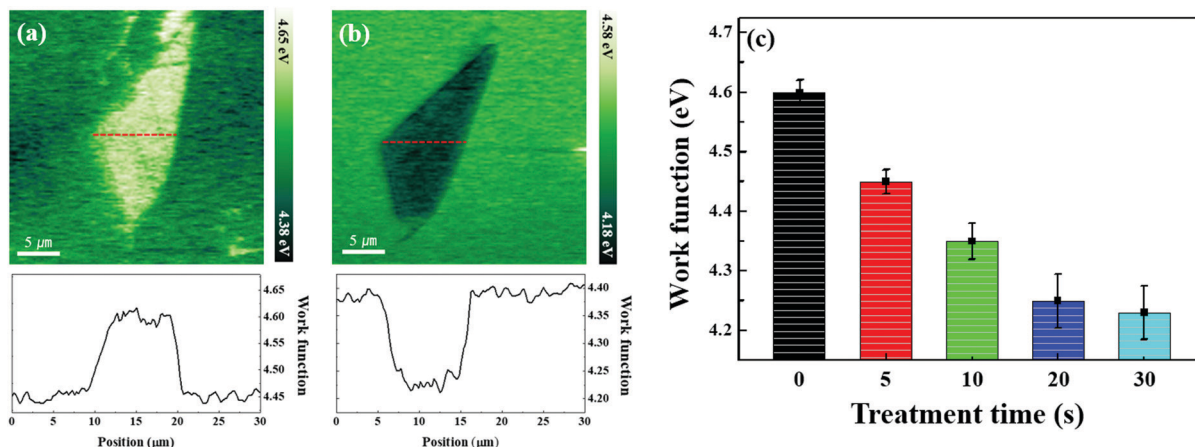 (a)
4.65 eV
4.38 eV
5 μm
(b)
4.58 eV
4.18 eV
5 μm
4.65
4.60
4.55
4.50
4.45
Work function
0 5 10 15 20 25 30
Position (μm)
4.40
4.30
4.20
4.20
Work function
0 5 10 15 20 25 30
Position (μm)
(c)
4.7
4.6
4.5
4.4
4.3
4.2
Work function (eV)
0 5 10 20 30
Treatment time (s)